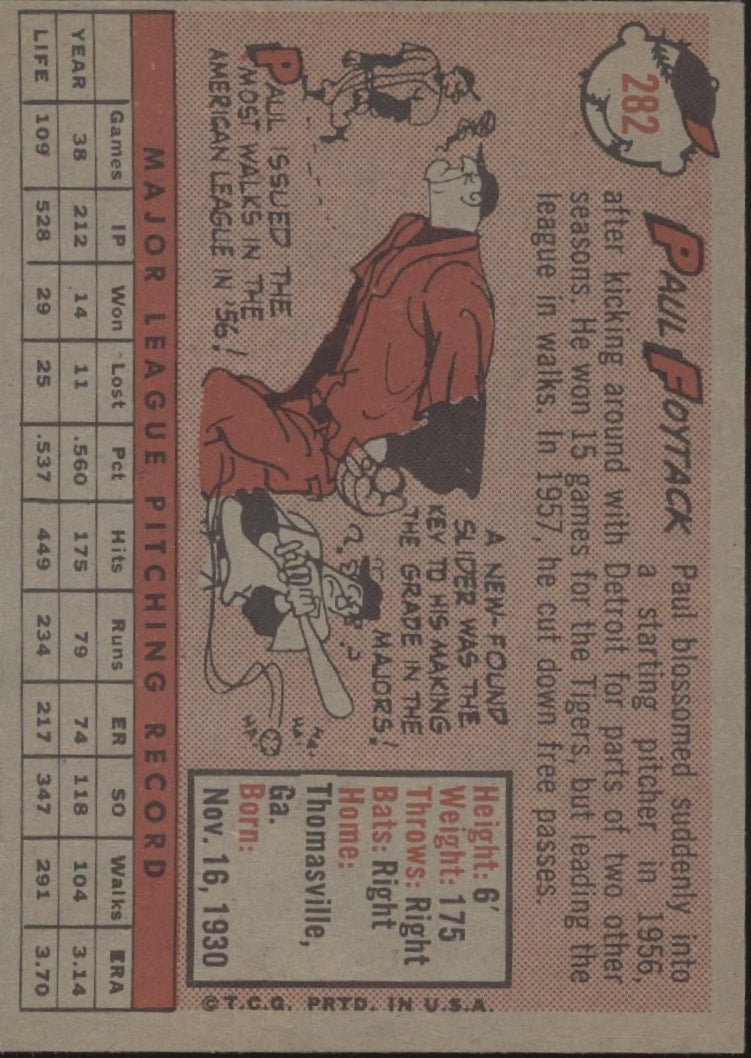 282
PAUL FOYTACK Paul blossomed suddenly into
a starting pitcher in 1956,
after kicking around with Detroit for parts of two other
seasons. He won 15 games for the Tigers, but leading the
league in walks. In 1957, he cut down free passes.
PAUL ISSUED THE
MOST WALKS IN THE
AMERICAN LEAGUE IN '56!
A NEW-FOUND
SLIDER WAS THE
KEY TO HIS MAKING
THE GRADE IN THE
MAJORS!
? ?
HA!
HA!
HA!
Height: 6'
Weight: 175
Throws: Right
Bats: Right
Home:
Thomasville,
Ga.
Born:
Nov. 16, 1930
©T.C.G. PRTD. IN U.S.A.
MAJOR LEAGUE PITCHING RECORD
Games IP Won Lost Pct Hits Runs ER SO Walks ERA
YEAR 38 212 14 11 .560 175 79 74 118 104 3.14
LIFE 109 528 29 25 .537 449 234 217 347 291 3.70